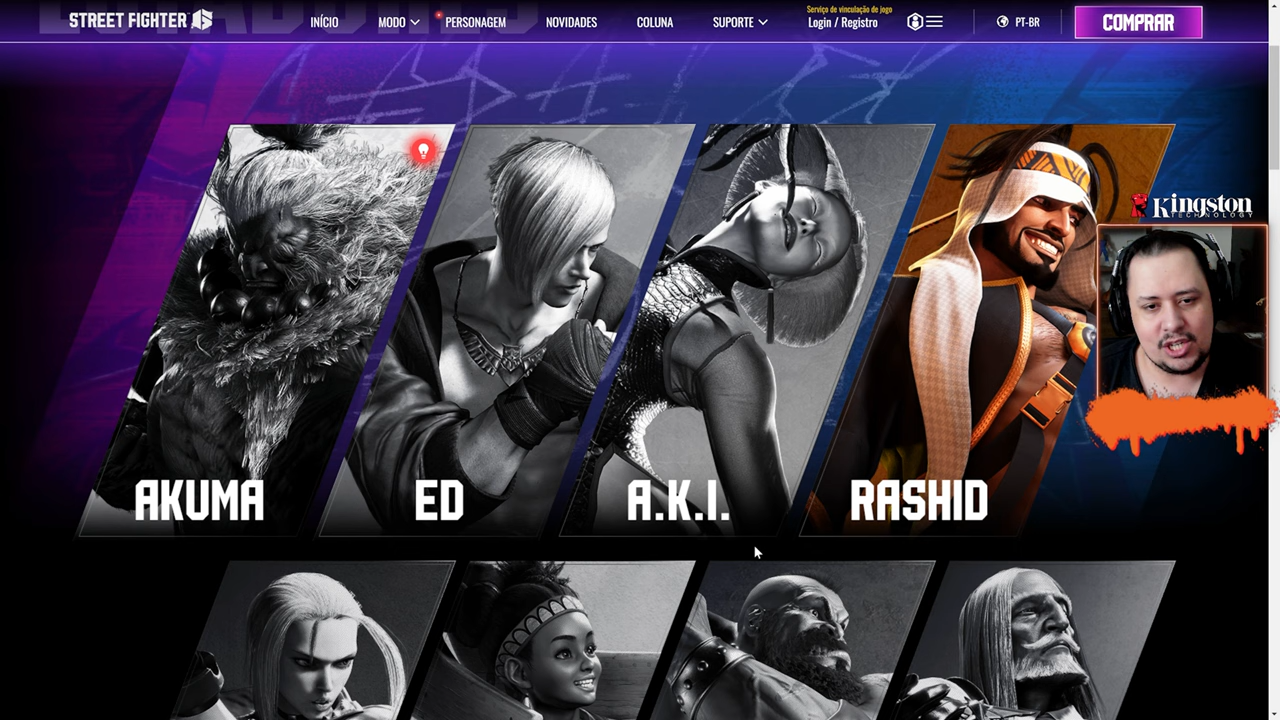 STREET FIGHTER 6
INÍCIO
MODO
PERSONAGEM
NOVIDADES
COLUNA
SUPORTE
Serviço de vinculação de jogo
Login / Registro
PT-BR
COMPRAR
Kingston
TECHNOLOGY
AKUMA
ED
A.K.I.
RASHID